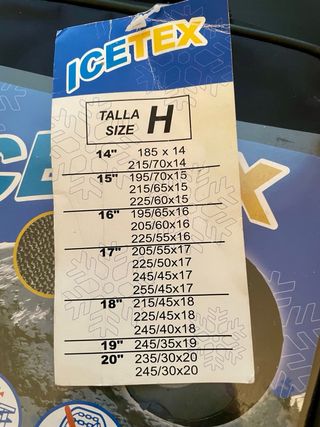 ICETEX
TALLA
SIZE H
14" 185 x 14
215/70x14
15" 195/70x15
215/65x15
225/60x15
16" 195/65x16
205/60x16
225/55x16
17" 205/55x17
225/50x17
245/45x17
255/45x17
18" 215/45x18
225/45x18
245/40x18
19" 245/35x19
20" 235/30x20
245/30x20